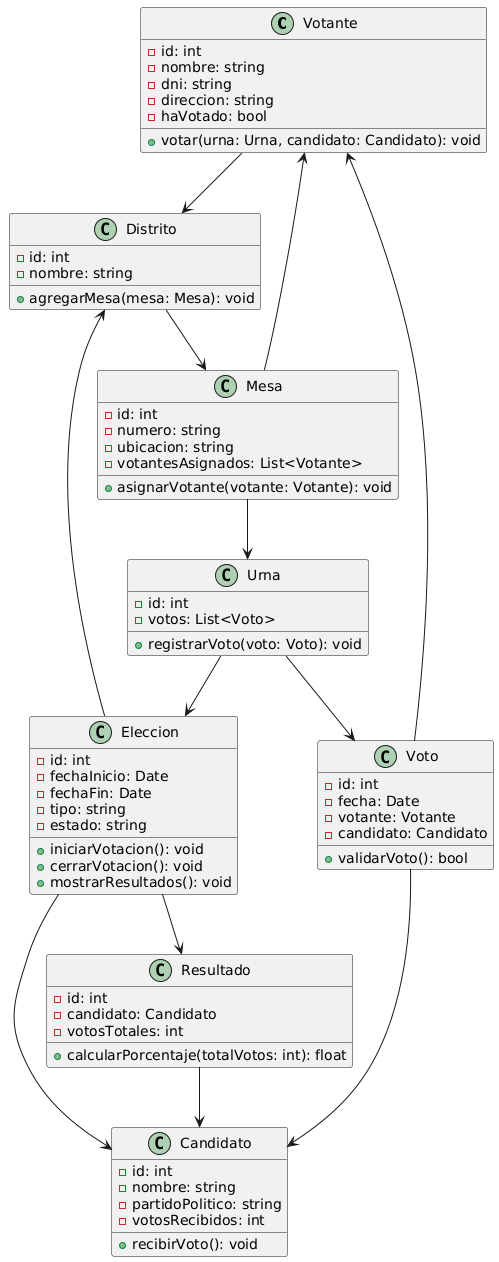 C Votante
id: int
nombre: string
dni: string
direccion: string
haVotado: bool
votar(urna: Urna, candidato: Candidato): void
C Distrito
id: int
nombre: string
agregarMesa(mesa: Mesa): void
C Mesa
id: int
numero: string
ubicacion: string
votantesAsignados: List<Votante>
asignarVotante(votante: Votante): void
C Urna
id: int
votos: List<Voto>
registrarVoto(voto: Voto): void
C Eleccion
id: int
fechaInicio: Date
fechaFin: Date
tipo: string
estado: string
iniciarVotacion(): void
cerrarVotacion(): void
mostrarResultados(): void
C Voto
id: int
fecha: Date
votante: Votante
candidato: Candidato
validarVoto(): bool
C Resultado
id: int
candidato: Candidato
votosTotales: int
calcularPorcentaje(totalVotos: int): float
C Candidato
id: int
nombre: string
partidoPolitico: string
votosRecibidos: int
recibirVoto(): void